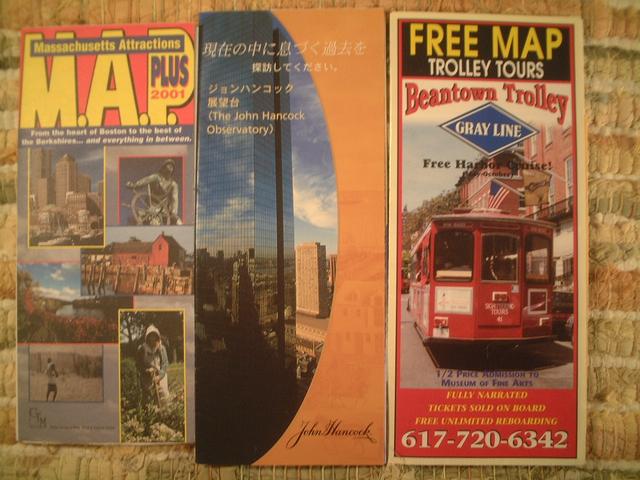 Massachusetts Attractions
M.A.P.
PLUS
2001
From the heart of Boston to the best of
the Berkshires... and everything in between.
現在の中に息づく過去を
探訪してください。
ジョンハンコック
展望台
(The John Hancock
Observatory)
John Hancock
FREE MAP
TROLLEY TOURS
Beantown Trolley
GRAY LINE
Free Harbor Cruise!
SIGHTSEEING
TOURS
1/2 PRICE ADMISSION TO
MUSEUM OF FINE ARTS
FULLY NARRATED
TICKETS SOLD ON BOARD
FREE UNLIMITED REBOARDING
617-720-6342